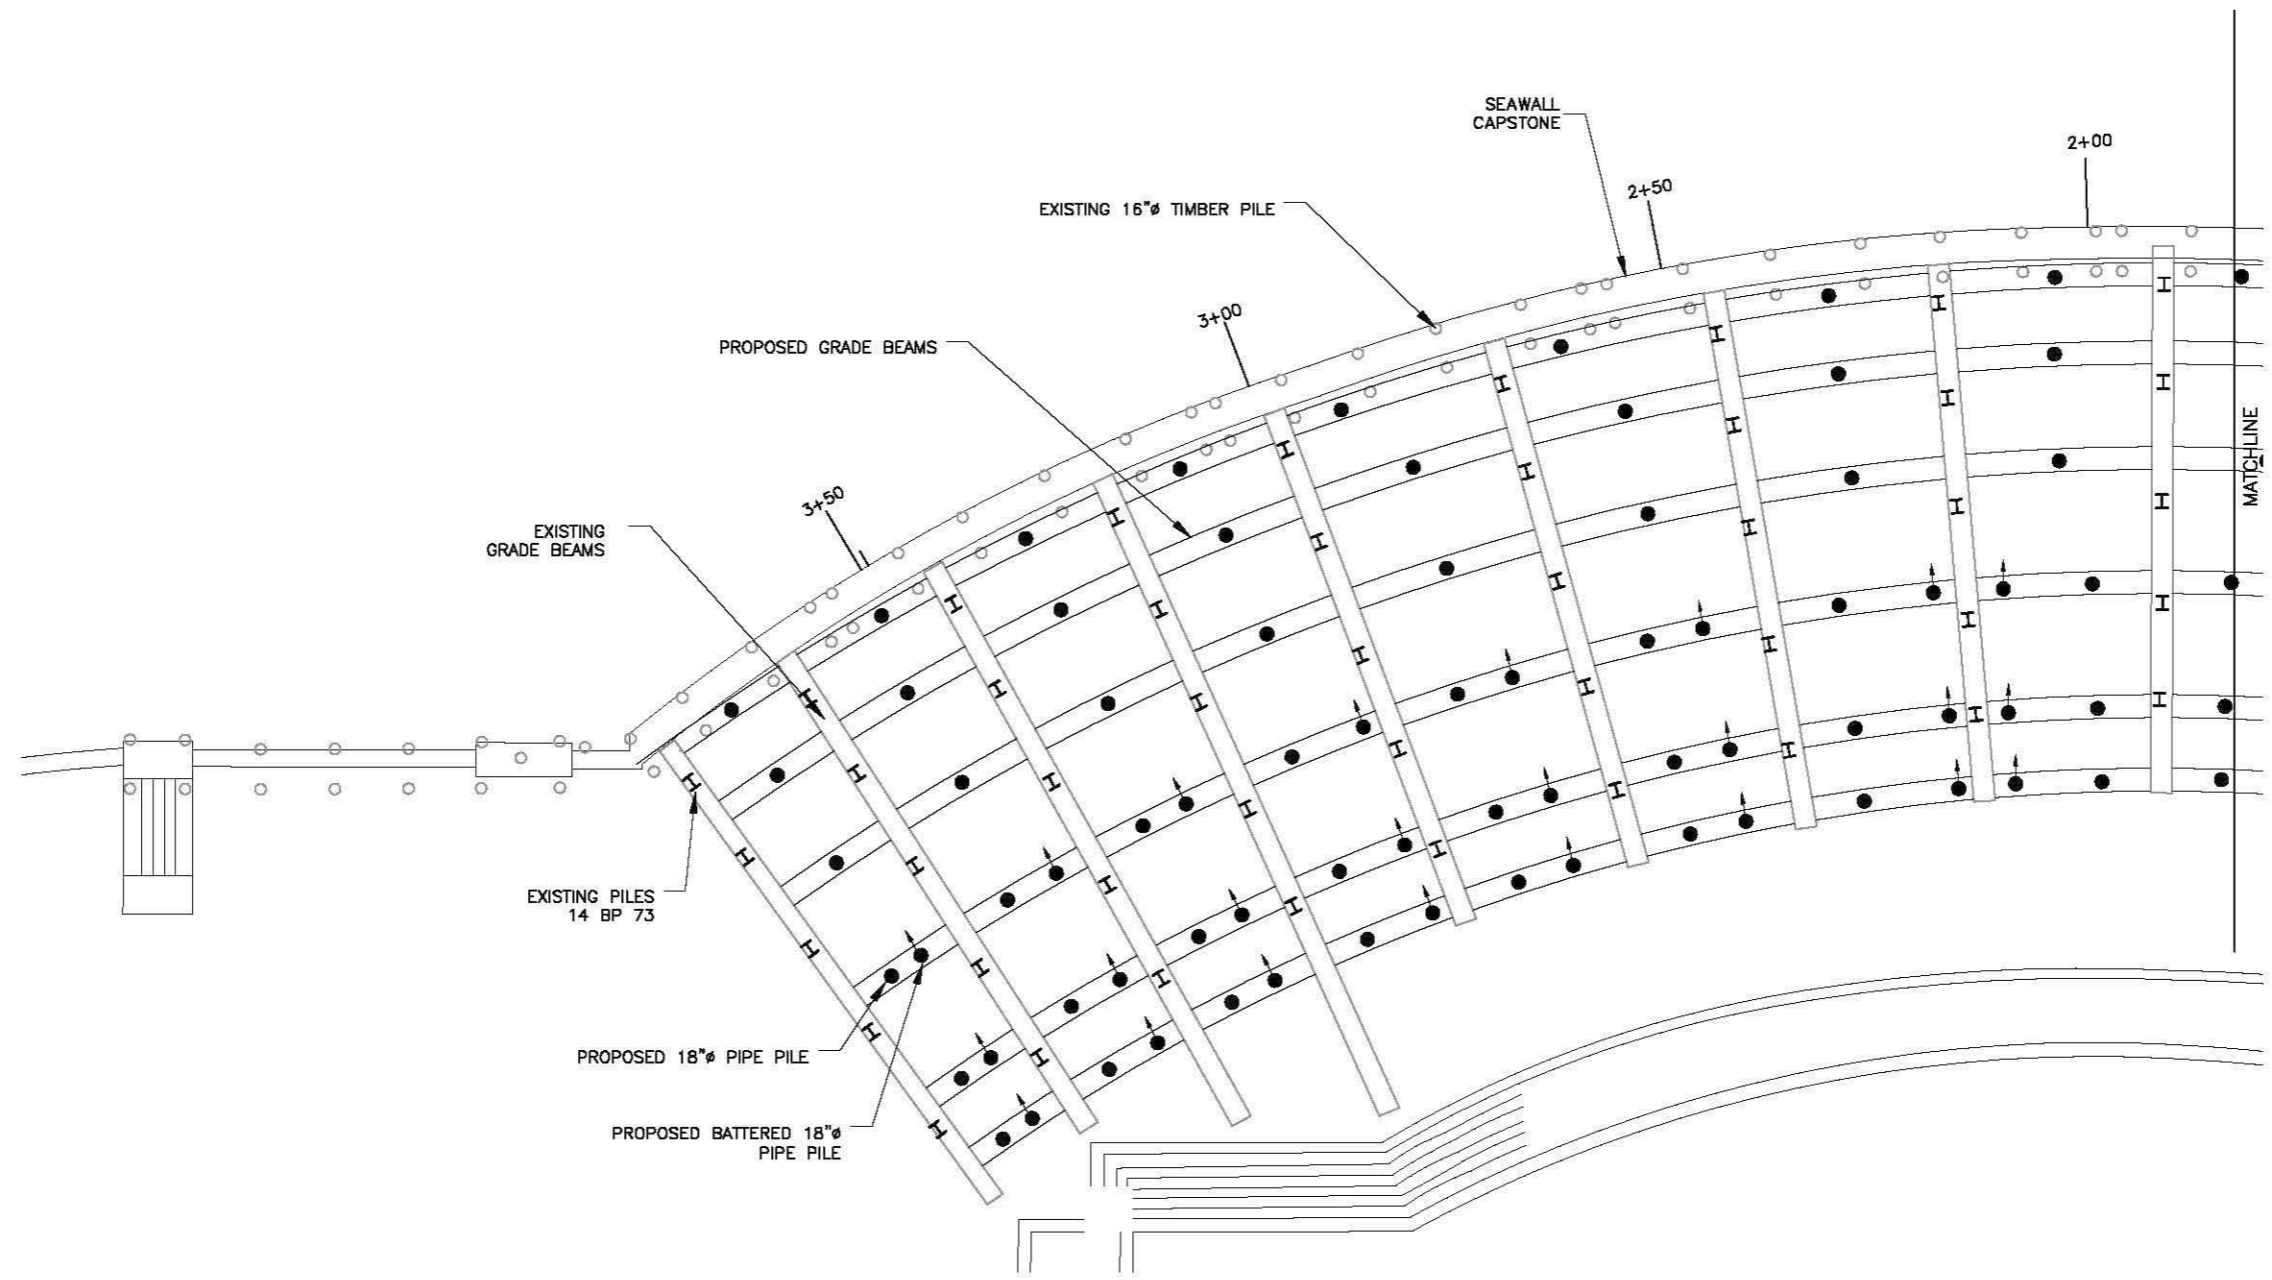 SEAWALL
CAPSTONE
2+00
2+50
EXISTING 16"ø TIMBER PILE
3+00
PROPOSED GRADE BEAMS
3+50
EXISTING
GRADE BEAMS
MATCHLINE
EXISTING PILES
14 BP 73
PROPOSED 18"ø PIPE PILE
PROPOSED BATTERED 18"ø
PIPE PILE